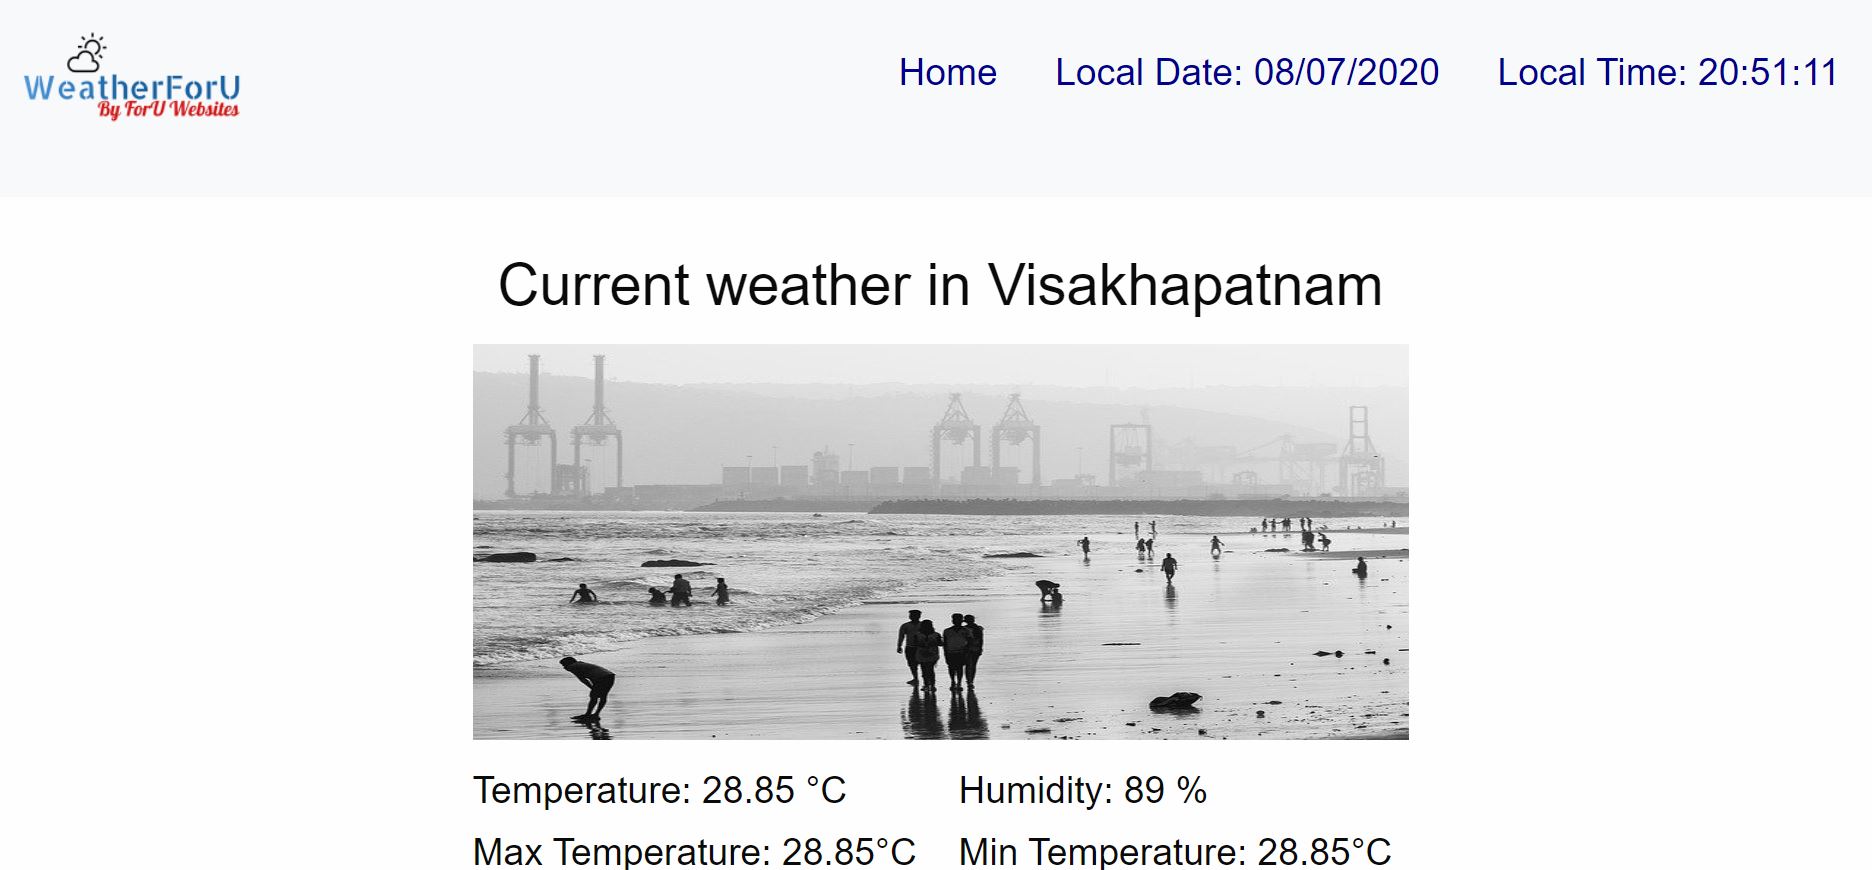 WeatherForU
By ForU Websites
Home Local Date: 08/07/2020 Local Time: 20:51:11
Current weather in Visakhapatnam
Temperature: 28.85 °C Humidity: 89 %
Max Temperature: 28.85°C Min Temperature: 28.85°C